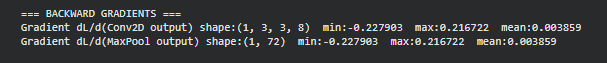 === BACKWARD GRADIENTS ===
Gradient dL/d(Conv2D output) shape:(1, 3, 3, 8) min:-0.227903 max:0.216722 mean:0.003859
Gradient dL/d(MaxPool output) shape:(1, 72) min:-0.227903 max:0.216722 mean:0.003859